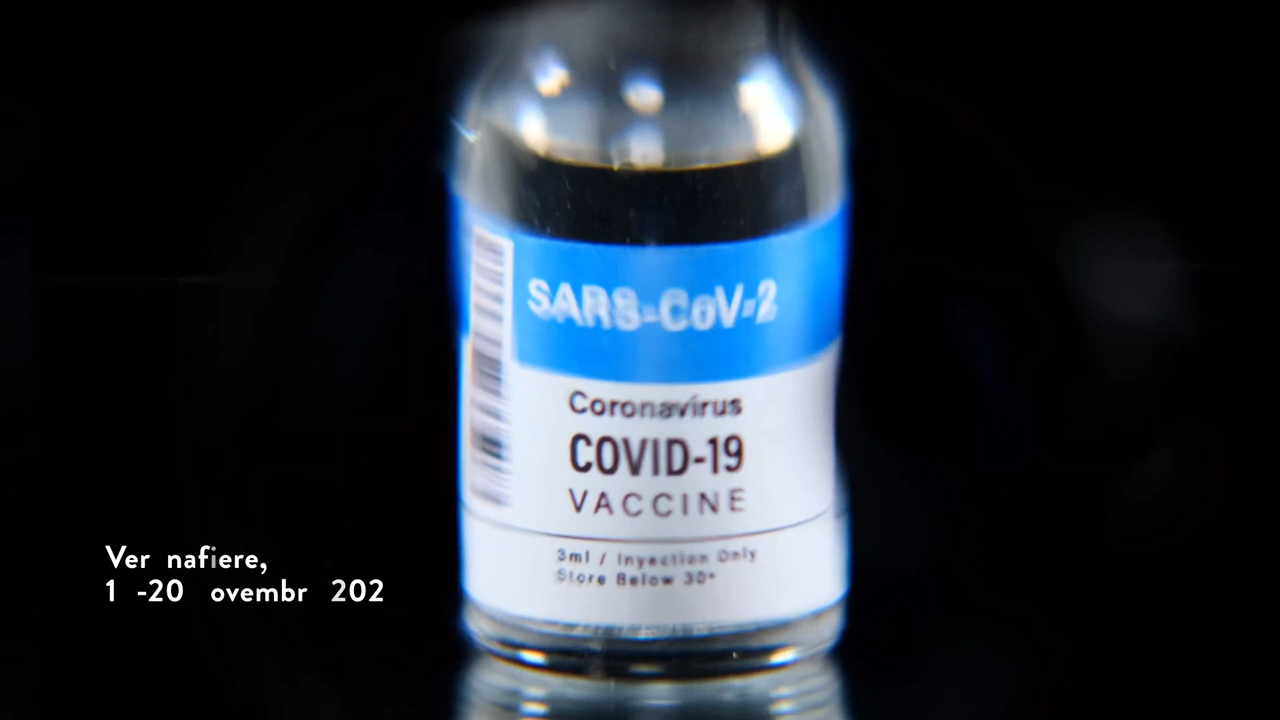 SARS-CoV-2
Coronavirus
COVID-19
VACCINE
3ml / Inyection Only
Store Below 30°
Ver nafiere,
1 -20 ovembr 202